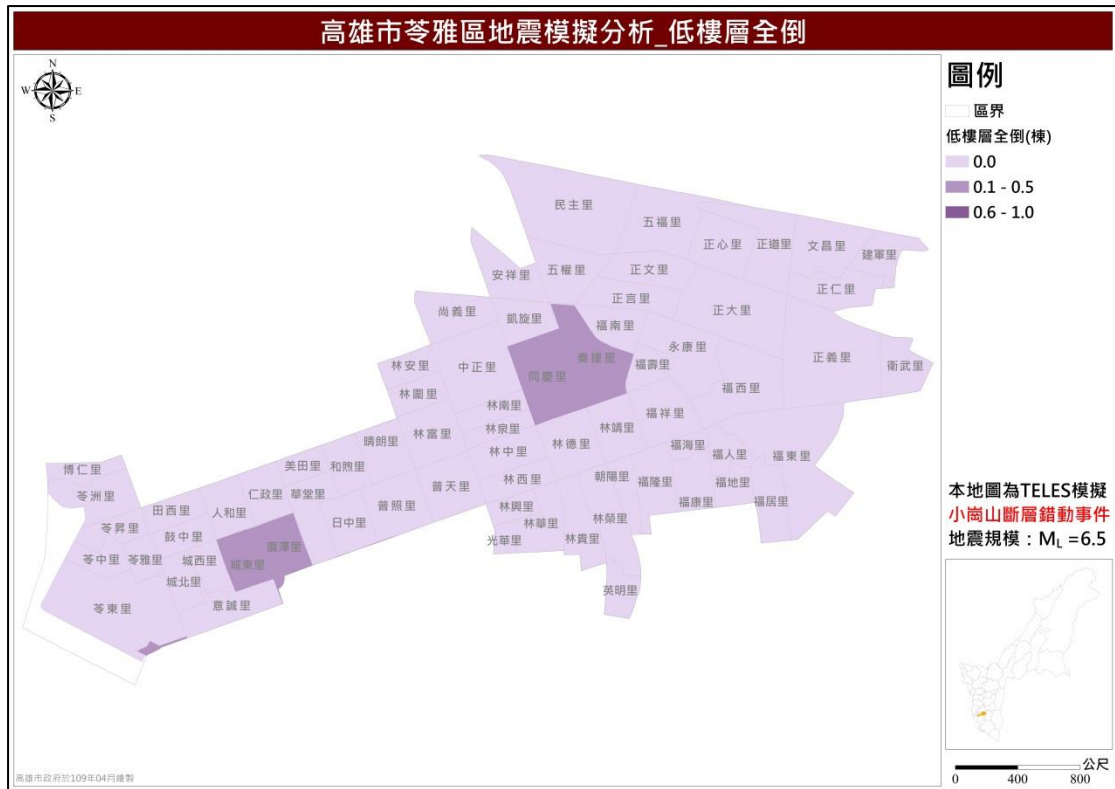 高雄市苓雅區地震模擬分析_低樓層全倒
N
W
E
S
圖例
區界
低樓層全倒(棟)
0.0
0.1 - 0.5
0.6 - 1.0
民主里
五福里
正心里
正道里
文昌里
建軍里
安祥里
五權里
正文里
正仁里
正言里
尚義里
凱旋里
福南里
正大里
永康里
奏捷里
正義里
林安里
中正里
同慶里
福壽里
衛武里
林圍里
福西里
林南里
福祥里
林富里
林泉里
林靖里
晴朗里
林中里
林德里
福海里
福人里
福東里
美田里
和煦里
博仁里
普天里
林西里
朝陽里
福隆里
福地里
苓洲里
仁政里
華堂里
普照里
林興里
福康里
福居里
田西里
人和里
日中里
林華里
林榮里
苓昇里
鼓中里
光華里
林貴里
廣澤里
苓中里
苓雅里
城西里
城東里
城北里
英明里
苓東里
意誠里
本地圖為TELES模擬
小崗山斷層錯動事件
地震規模：ML =6.5
公尺
0
400
800
高雄市政府於109年04月繪製